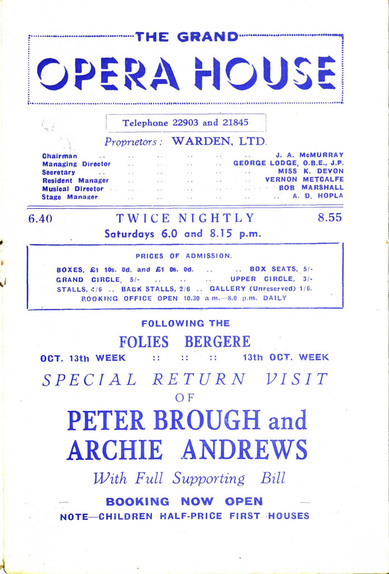 THE GRAND
OPERA HOUSE
Telephone 22903 and 21845
Proprietors: WARDEN, LTD.
Chairman .. .. .. .. .. .. J. A. McMURRAY
Managing Director .. .. .. .. GEORGE LODGE, O.B.E., J.P.
Secretary .. .. .. .. .. .. MISS K. DEVON
Resident Manager .. .. .. .. .. VERNON METCALFE
Musical Director .. .. .. .. .. .. BOB MARSHALL
Stage Manager .. .. .. .. .. .. A. D. HOPLA
6.40 TWICE NIGHTLY 8.55
Saturdays 6.0 and 8.15 p.m.
PRICES OF ADMISSION.
BOXES, £1 10s. 0d. and £1 0s. 0d. .. .. BOX SEATS, 5/-
GRAND CIRCLE, 5/- .. .. .. .. UPPER CIRCLE, 3/-
STALLS, 4/6 .. BACK STALLS, 2/6 .. GALLERY (Unreserved) 1/6.
BOOKING OFFICE OPEN 10.30 a m.—8.0 p.m. DAILY
FOLLOWING THE
FOLIES BERGERE
OCT. 13th WEEK :: :: :: 13th OCT. WEEK
SPECIAL RETURN VISIT
OF
PETER BROUGH and
ARCHIE ANDREWS
With Full Supporting Bill
— BOOKING NOW OPEN —
NOTE—CHILDREN HALF-PRICE FIRST HOUSES